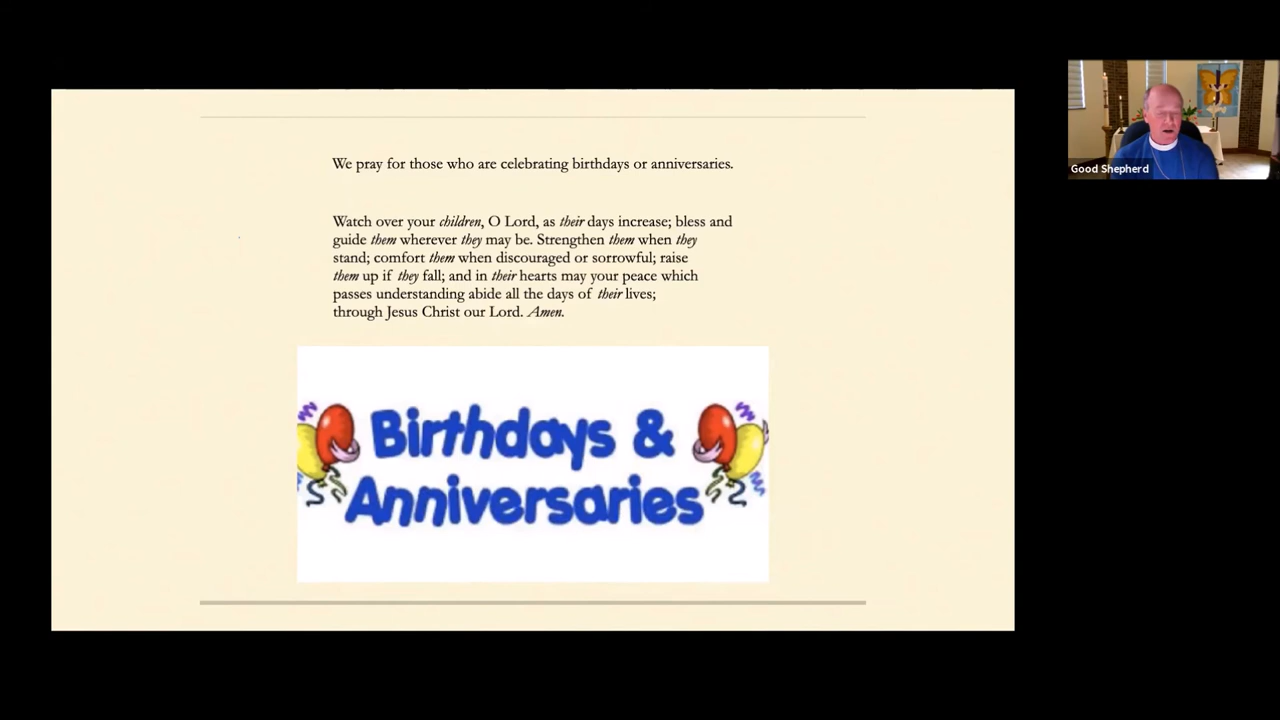 We pray for those who are celebrating birthdays or anniversaries.
Watch over your children, O Lord, as their days increase; bless and
guide them wherever they may be. Strengthen them when they
stand; comfort them when discouraged or sorrowful; raise
them up if they fall; and in their hearts may your peace which
passes understanding abide all the days of their lives;
through Jesus Christ our Lord. Amen.
Birthdays &
Anniversaries
Good Shepherd